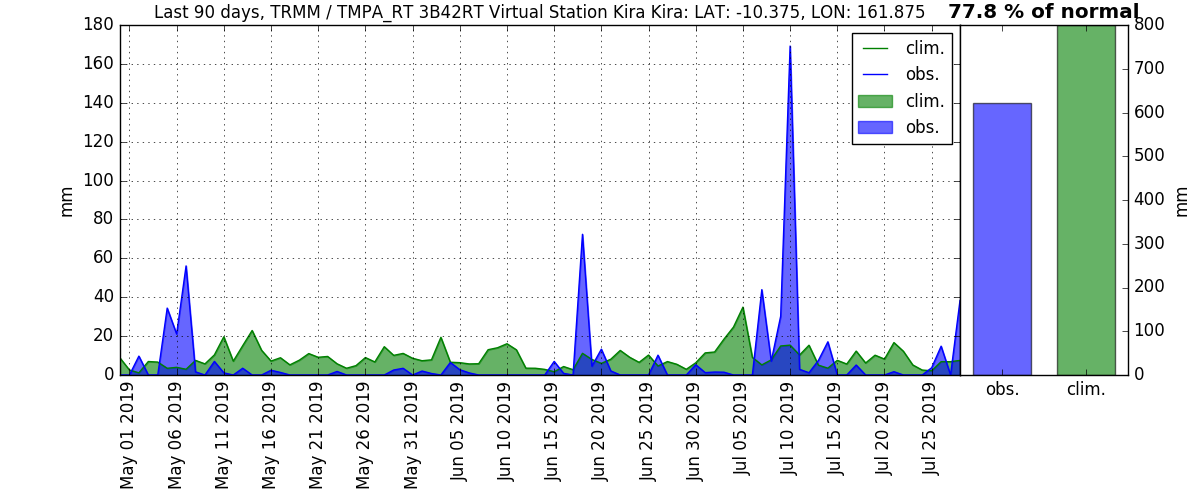 Last 90 days, TRMM / TMPA_RT 3B42RT Virtual Station Kira Kira: LAT: -10.375, LON: 161.875
77.8 % of normal
mm
180
160
140
120
100
80
60
40
20
0
clim.
obs.
clim.
obs.
May 01 2019
May 06 2019
May 11 2019
May 16 2019
May 21 2019
May 26 2019
May 31 2019
Jun 05 2019
Jun 10 2019
Jun 15 2019
Jun 20 2019
Jun 25 2019
Jun 30 2019
Jul 05 2019
Jul 10 2019
Jul 15 2019
Jul 20 2019
Jul 25 2019
800
700
600
500
400
300
200
100
0
mm
obs.
clim.